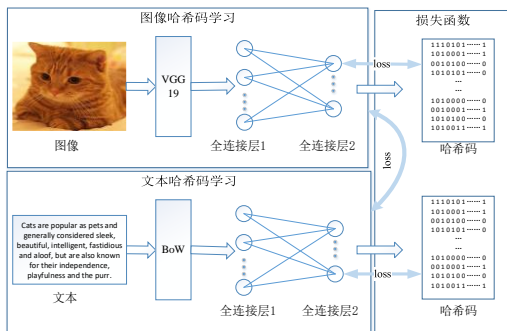 图像哈希码学习
损失函数
VGG
19
图像
全连接层1
全连接层2
loss
1110101……1
1010001……1
0010100……0
1010101……0
……
……
1010000……0
0010001……1
1010100……0
1010011……1
哈希码
loss
文本哈希码学习
Cats are popular as pets and
generally considered sleek,
beautiful, intelligent, fastidious
and aloof, but are also known
for their independence,
playfulness and the purr.
文本
BoW
全连接层1
全连接层2
loss
1110101……1
1010001……1
0010100……0
1010101……0
……
……
1010000……0
0010001……1
1010100……0
1010011……1
哈希码